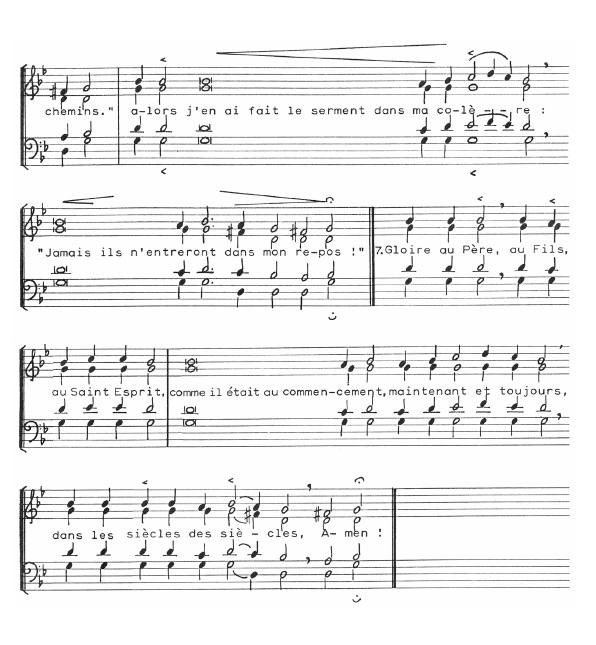 chemins." a-lors j'en ai fait le serment dans ma co-lè - - re :
"Jamais ils n'entreront dans mon re-pos !" 7.Gloire au Père, au Fils,
au Saint Esprit, comme il était au commen-cement, maintenant et toujours,
dans les siècles des siè - cles, A- men !